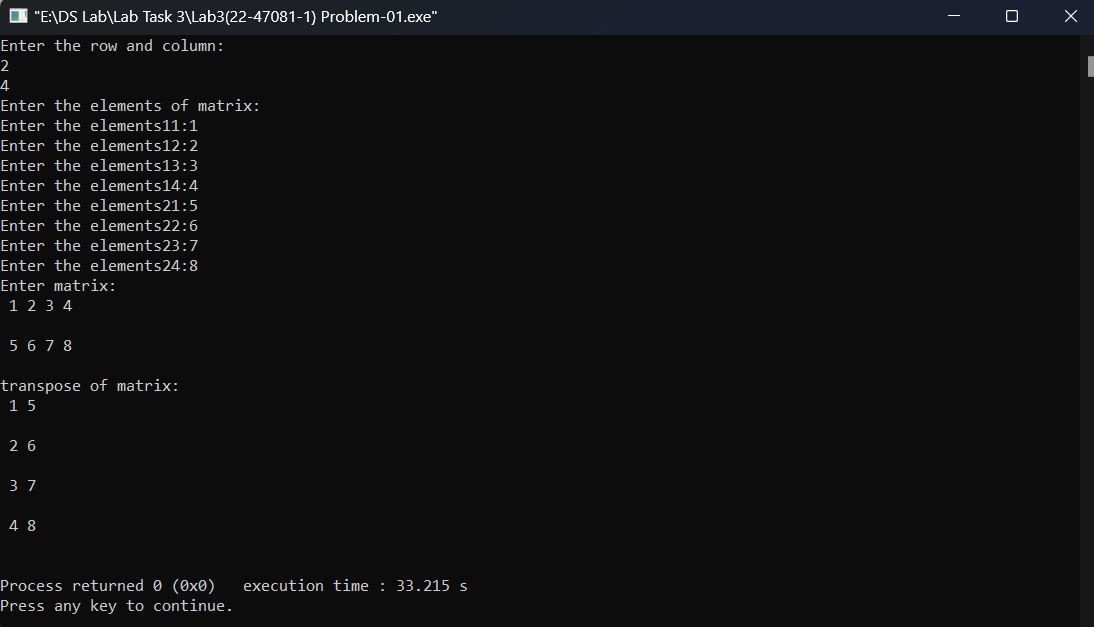 "E:\DS Lab\Lab Task 3\Lab3(22-47081-1) Problem-01.exe"
Enter the row and column:
2
4
Enter the elements of matrix:
Enter the elements11:1
Enter the elements12:2
Enter the elements13:3
Enter the elements14:4
Enter the elements21:5
Enter the elements22:6
Enter the elements23:7
Enter the elements24:8
Enter matrix:
 1 2 3 4
 5 6 7 8
transpose of matrix:
 1 5
 2 6
 3 7
 4 8
Process returned 0 (0x0)   execution time : 33.215 s
Press any key to continue.